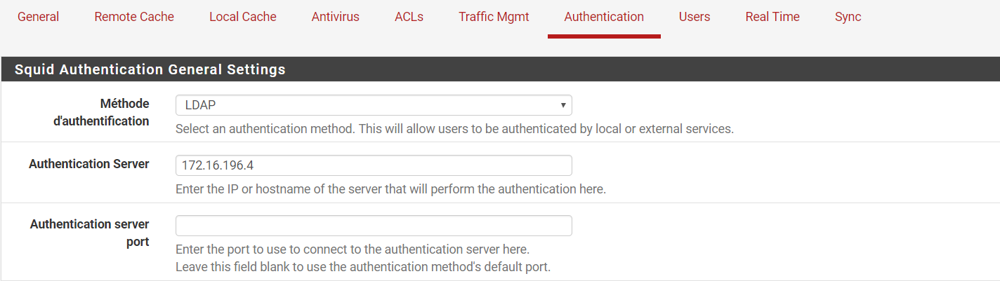 General Remote Cache Local Cache Antivirus ACLs Traffic Mgmt Authentication Users Real Time Sync
Squid Authentication General Settings
Méthode
d'authentification
LDAP
Select an authentication method. This will allow users to be authenticated by local or external services.
Authentication Server
172.16.196.4
Enter the IP or hostname of the server that will perform the authentication here.
Authentication server
port
Enter the port to use to connect to the authentication server here.
Leave this field blank to use the authentication method's default port.